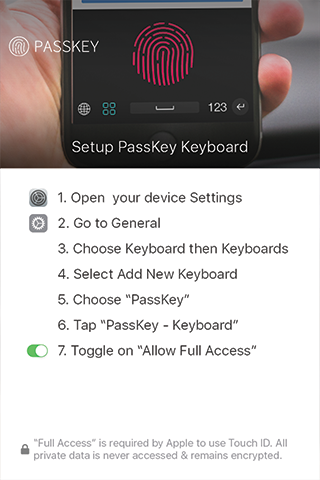 PASSKEY
123
Setup PassKey Keyboard
1. Open your device Settings
2. Go to General
3. Choose Keyboard then Keyboards
4. Select Add New Keyboard
5. Choose “PassKey”
6. Tap “PassKey - Keyboard”
7. Toggle on “Allow Full Access”
"Full Access" is required by Apple to use Touch ID. All
private data is never accessed & remains encrypted.